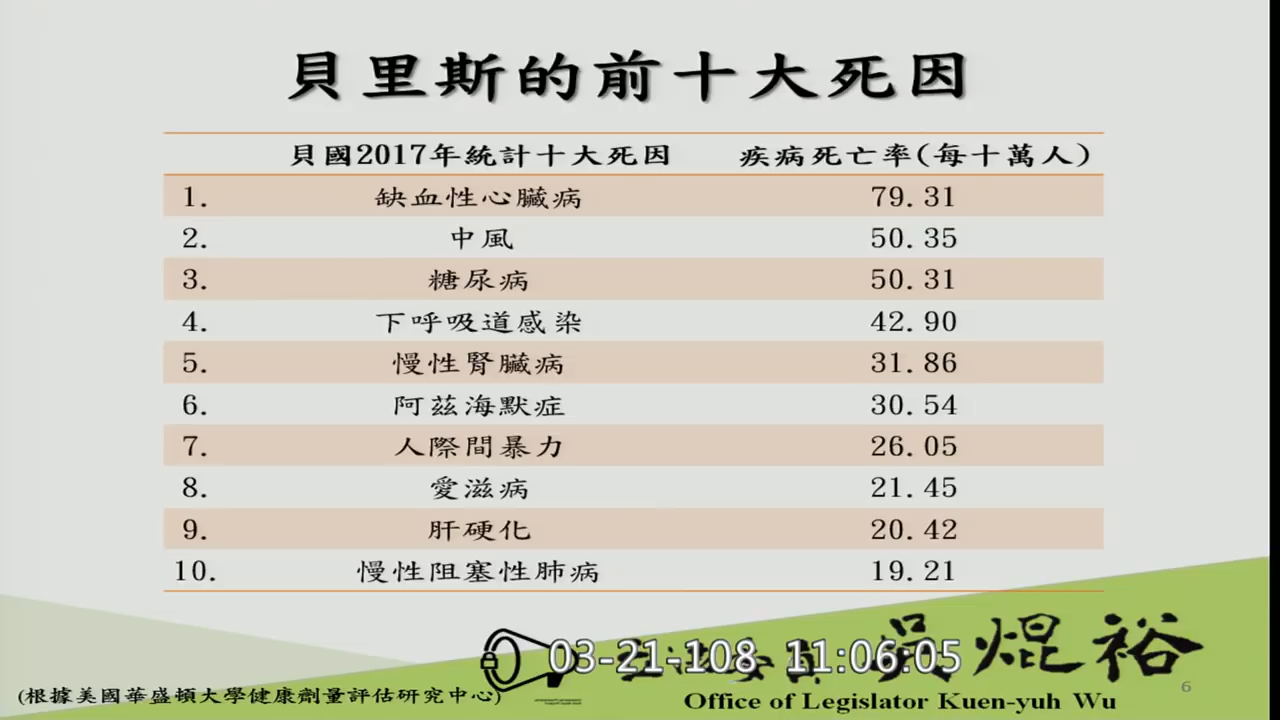 貝里斯的前十大死因
貝國2017年統計十大死因 疾病死亡率(每十萬人)
1. 缺血性心臟病 79.31
2. 中風 50.35
3. 糖尿病 50.31
4. 下呼吸道感染 42.90
5. 慢性腎臟病 31.86
6. 阿茲海默症 30.54
7. 人際間暴力 26.05
8. 愛滋病 21.45
9. 肝硬化 20.42
10. 慢性阻塞性肺病 19.21
吳焜裕
03-21-108 11:06:05
(根據美國華盛頓大學健康劑量評估研究中心)
Office of Legislator Kuen-yuh Wu
6